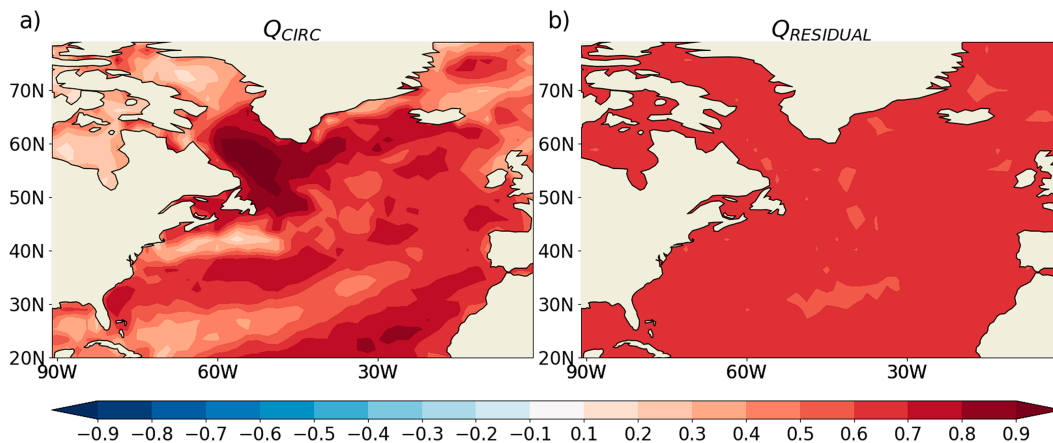 a)
Q_CIRC
b)
Q_RESIDUAL
70N
60N
50N
40N
30N
20N
90W
60W
30W
70N
60N
50N
40N
30N
20N
90W
60W
30W
−0.9 −0.8 −0.7 −0.6 −0.5 −0.4 −0.3 −0.2 −0.1 0.1 0.2 0.3 0.4 0.5 0.6 0.7 0.8 0.9